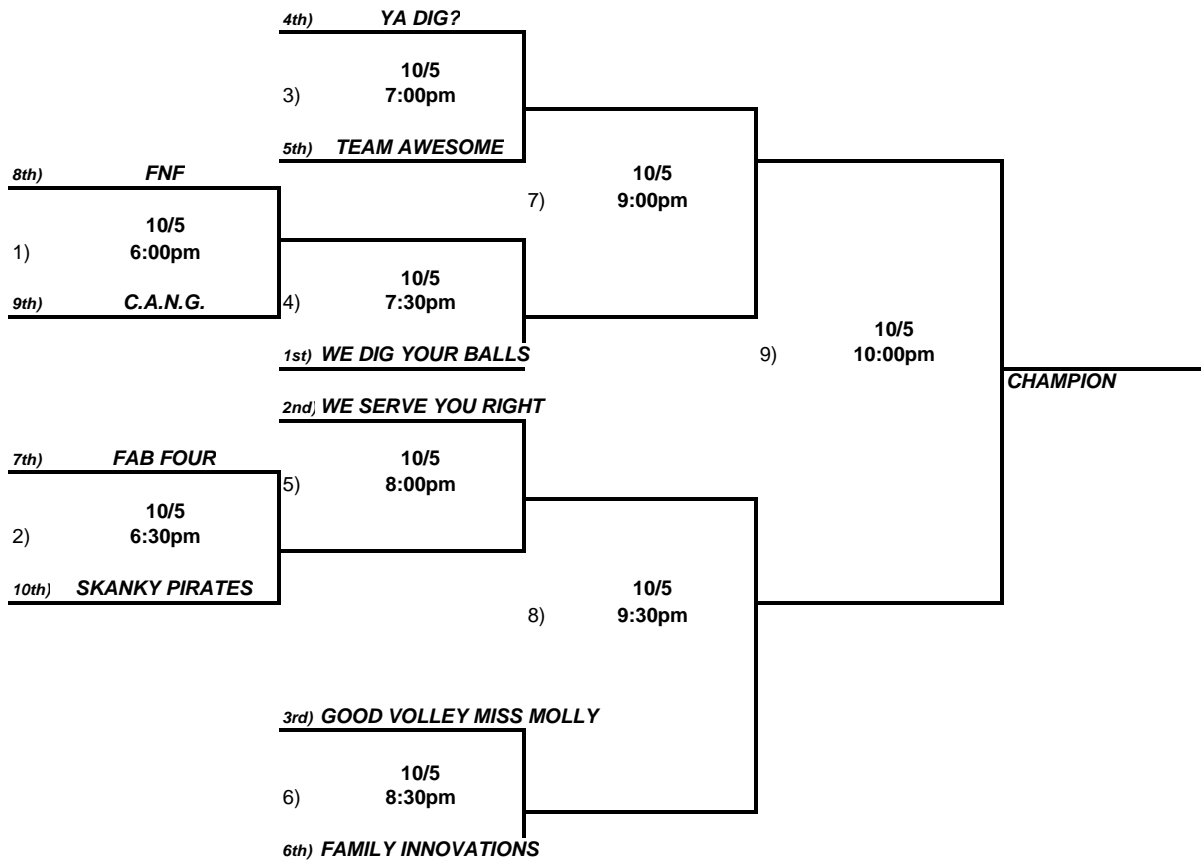 4th) YA DIG?
10/5
3) 7:00pm
5th) TEAM AWESOME
8th) FNF
10/5
7) 9:00pm
10/5
1) 6:00pm
10/5
9th) C.A.N.G.
4) 7:30pm
10/5
1st) WE DIG YOUR BALLS
9) 10:00pm
CHAMPION
2nd) WE SERVE YOU RIGHT
7th) FAB FOUR
10/5
5) 8:00pm
10/5
2) 6:30pm
10th) SKANKY PIRATES
10/5
8) 9:30pm
3rd) GOOD VOLLEY MISS MOLLY
10/5
6) 8:30pm
6th) FAMILY INNOVATIONS